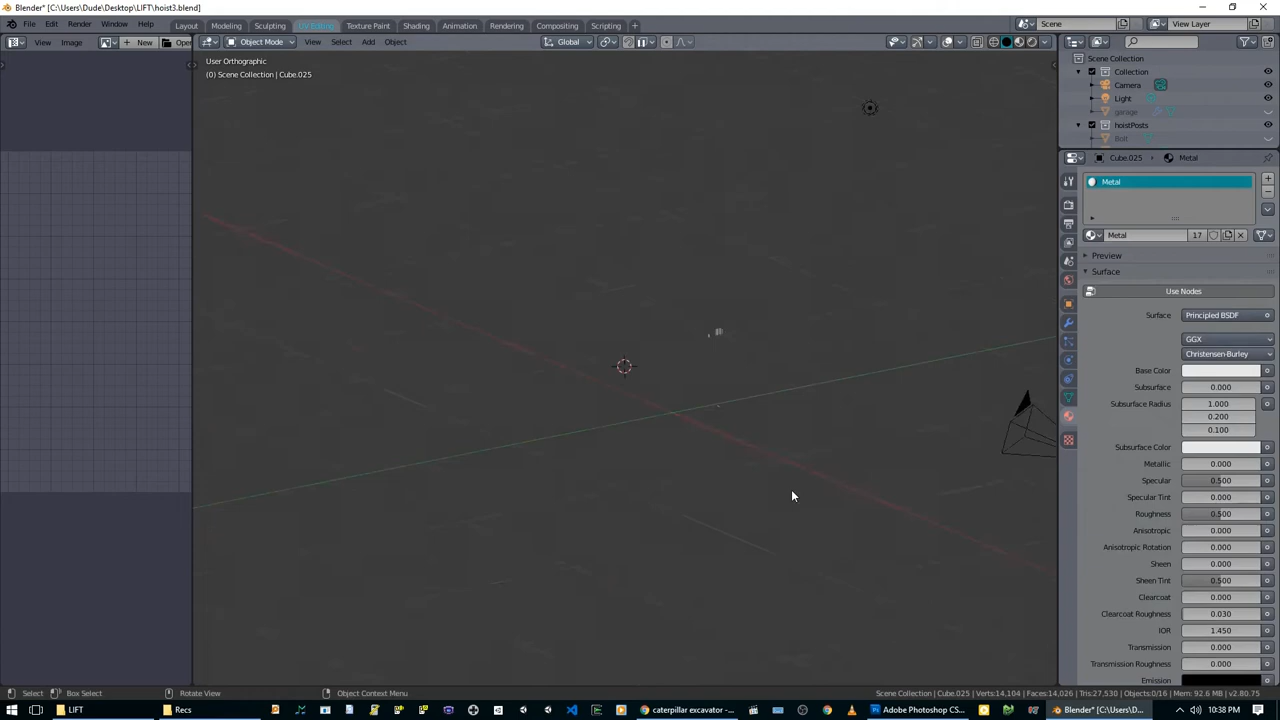 Blender* [C:\Users\Dude\Desktop\LIFT\hoist3.blend]
File Edit Render Window Help Layout Modeling Sculpting UV Editing Texture Paint Shading Animation Rendering Compositing Scripting Scene View Layer
View Image New Open Object Mode View Select Add Object Global
User Orthographic
(0) Scene Collection | Cube.025
Scene Collection
Collection
Camera
Light
garage
hoistPosts
Bolt
Cube.025 Metal
Metal
Metal 17
Preview
Surface
Use Nodes
Surface Principled BSDF
GGX
Christensen-Burley
Base Color
Subsurface 0.000
Subsurface Radius 1.000
0.200
0.100
Subsurface Color
Metallic 0.000
Specular 0.500
Specular Tint 0.000
Roughness 0.500
Anisotropic 0.000
Anisotropic Rotation 0.000
Sheen 0.000
Sheen Tint 0.500
Clearcoat 0.000
Clearcoat Roughness 0.030
IOR 1.450
Transmission 0.000
Transmission Roughness 0.000
Emission
Select Box Select Rotate View Object Context Menu Scene Collection | Cube.025 | Verts:14,104 | Faces:14,026 | Tris:27,530 | Objects:0/16 | Mem: 92.6 MB | v2.80.75
LIFT Recs caterpillar excavator -... Adobe Photoshop CS... Blender* [C:\Users\D... 10:38 PM